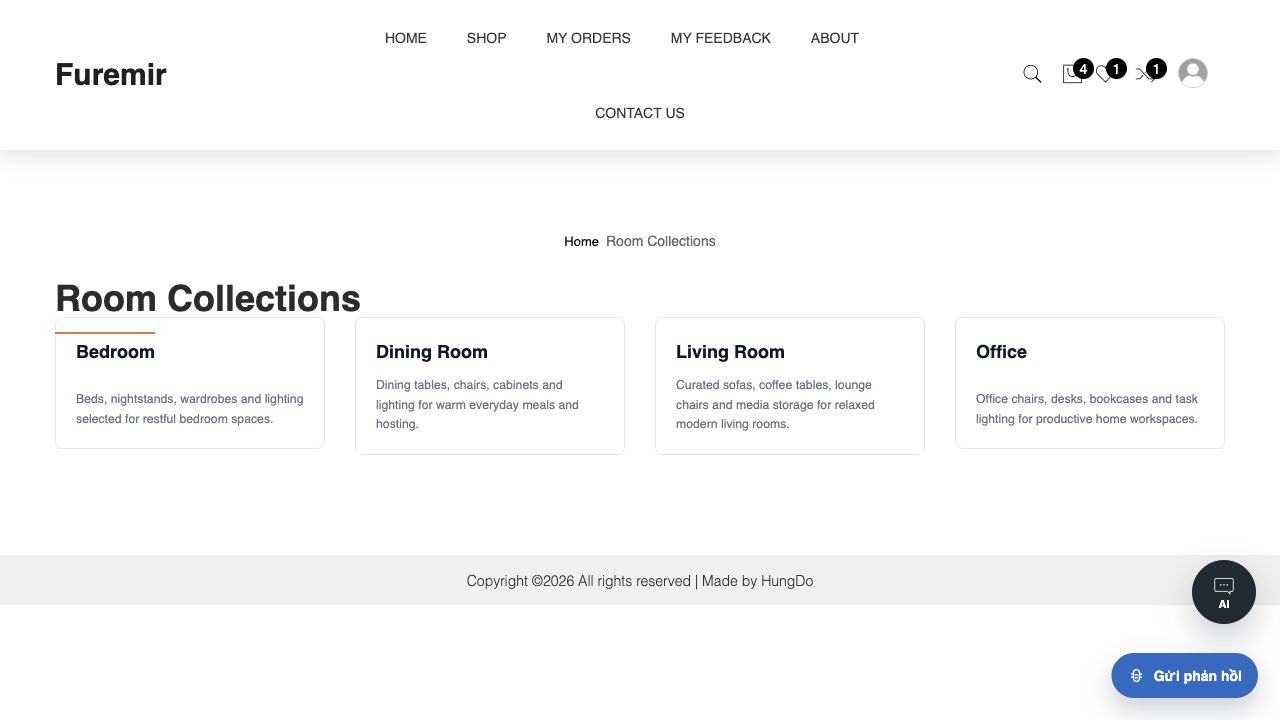 HOME SHOP MY ORDERS MY FEEDBACK ABOUT
Furemir
4 1 1
CONTACT US
Home Room Collections
Room Collections
Bedroom
Beds, nightstands, wardrobes and lighting
selected for restful bedroom spaces.
Dining Room
Dining tables, chairs, cabinets and
lighting for warm everyday meals and
hosting.
Living Room
Curated sofas, coffee tables, lounge
chairs and media storage for relaxed
modern living rooms.
Office
Office chairs, desks, bookcases and task
lighting for productive home workspaces.
Copyright ©2026 All rights reserved | Made by HungDo
AI
Gửi phản hồi